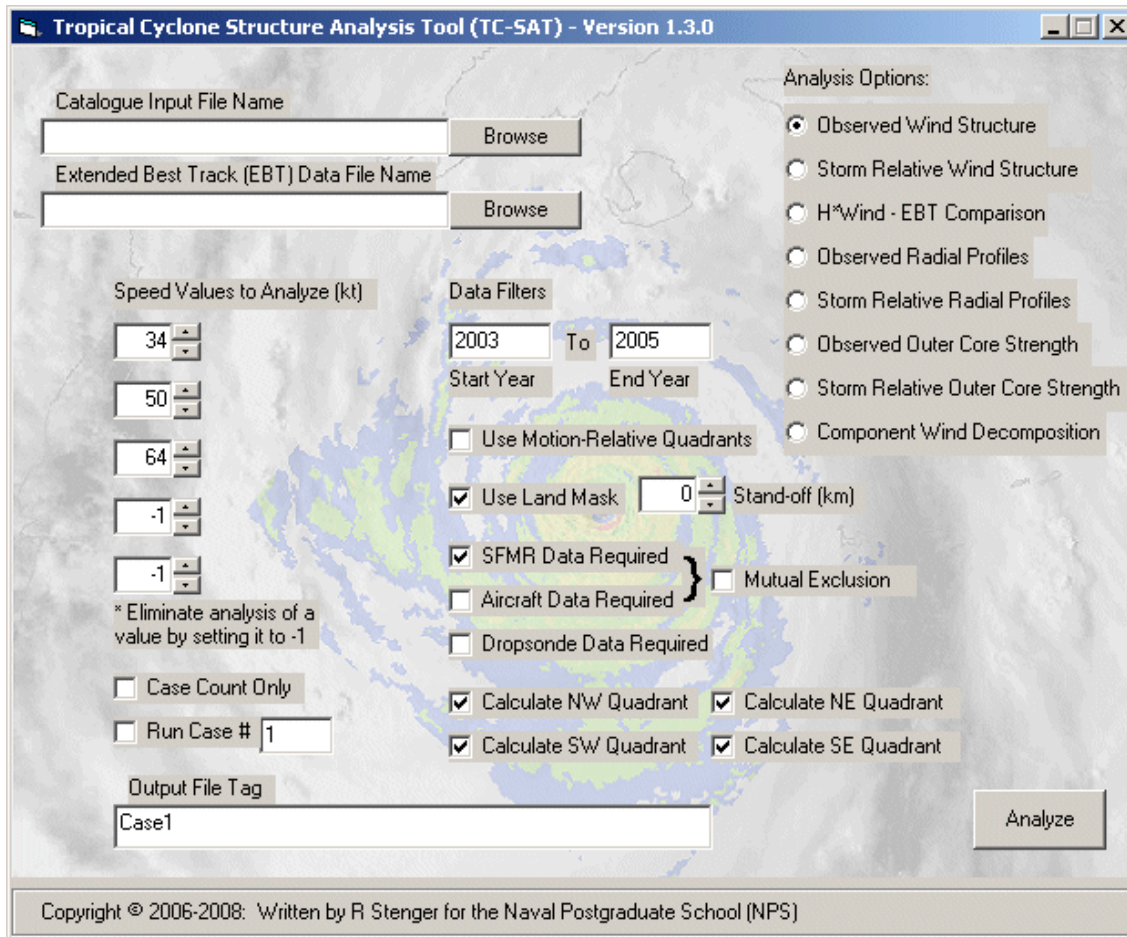 Tropical Cyclone Structure Analysis Tool (TC-SAT) - Version 1.3.0
Catalogue Input File Name
Browse
Extended Best Track (EBT) Data File Name
Browse
Analysis Options:
Observed Wind Structure
Storm Relative Wind Structure
H*Wind - EBT Comparison
Observed Radial Profiles
Storm Relative Radial Profiles
Observed Outer Core Strength
Storm Relative Outer Core Strength
Component Wind Decomposition
Speed Values to Analyze (kt)
34
50
64
-1
-1
* Eliminate analysis of a
value by setting it to -1
Case Count Only
Run Case # 1
Data Filters
2003 To 2005
Start Year End Year
Use Motion-Relative Quadrants
Use Land Mask 0 Stand-off (km)
SFMR Data Required
Aircraft Data Required
} Mutual Exclusion
Dropsonde Data Required
Calculate NW Quadrant Calculate NE Quadrant
Calculate SW Quadrant Calculate SE Quadrant
Output File Tag
Case1
Analyze
Copyright © 2006-2008: Written by R Stenger for the Naval Postgraduate School (NPS)